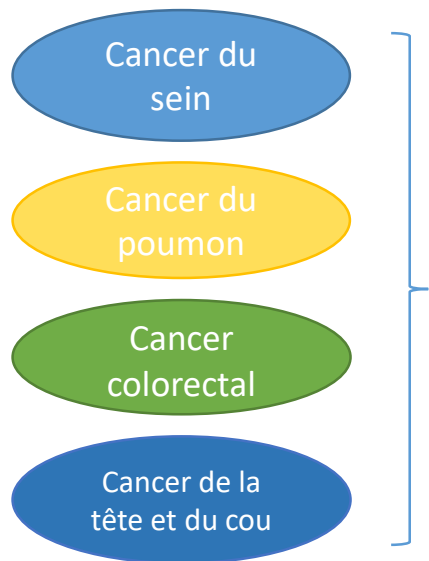 Cancer du
sein
Cancer du
poumon
Cancer
colorectal
Cancer de la
tête et du cou